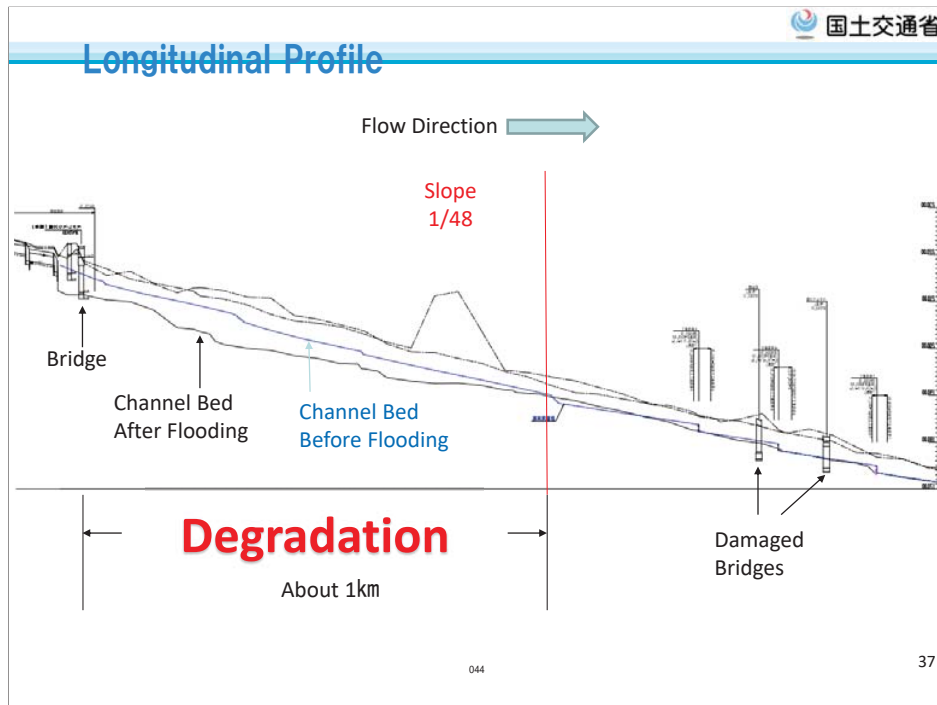 国土交通省
Longitudinal Profile
Flow Direction
Slope
1/48
Bridge
Channel Bed
After Flooding
Channel Bed
Before Flooding
Degradation
About 1km
Damaged
Bridges
044
37